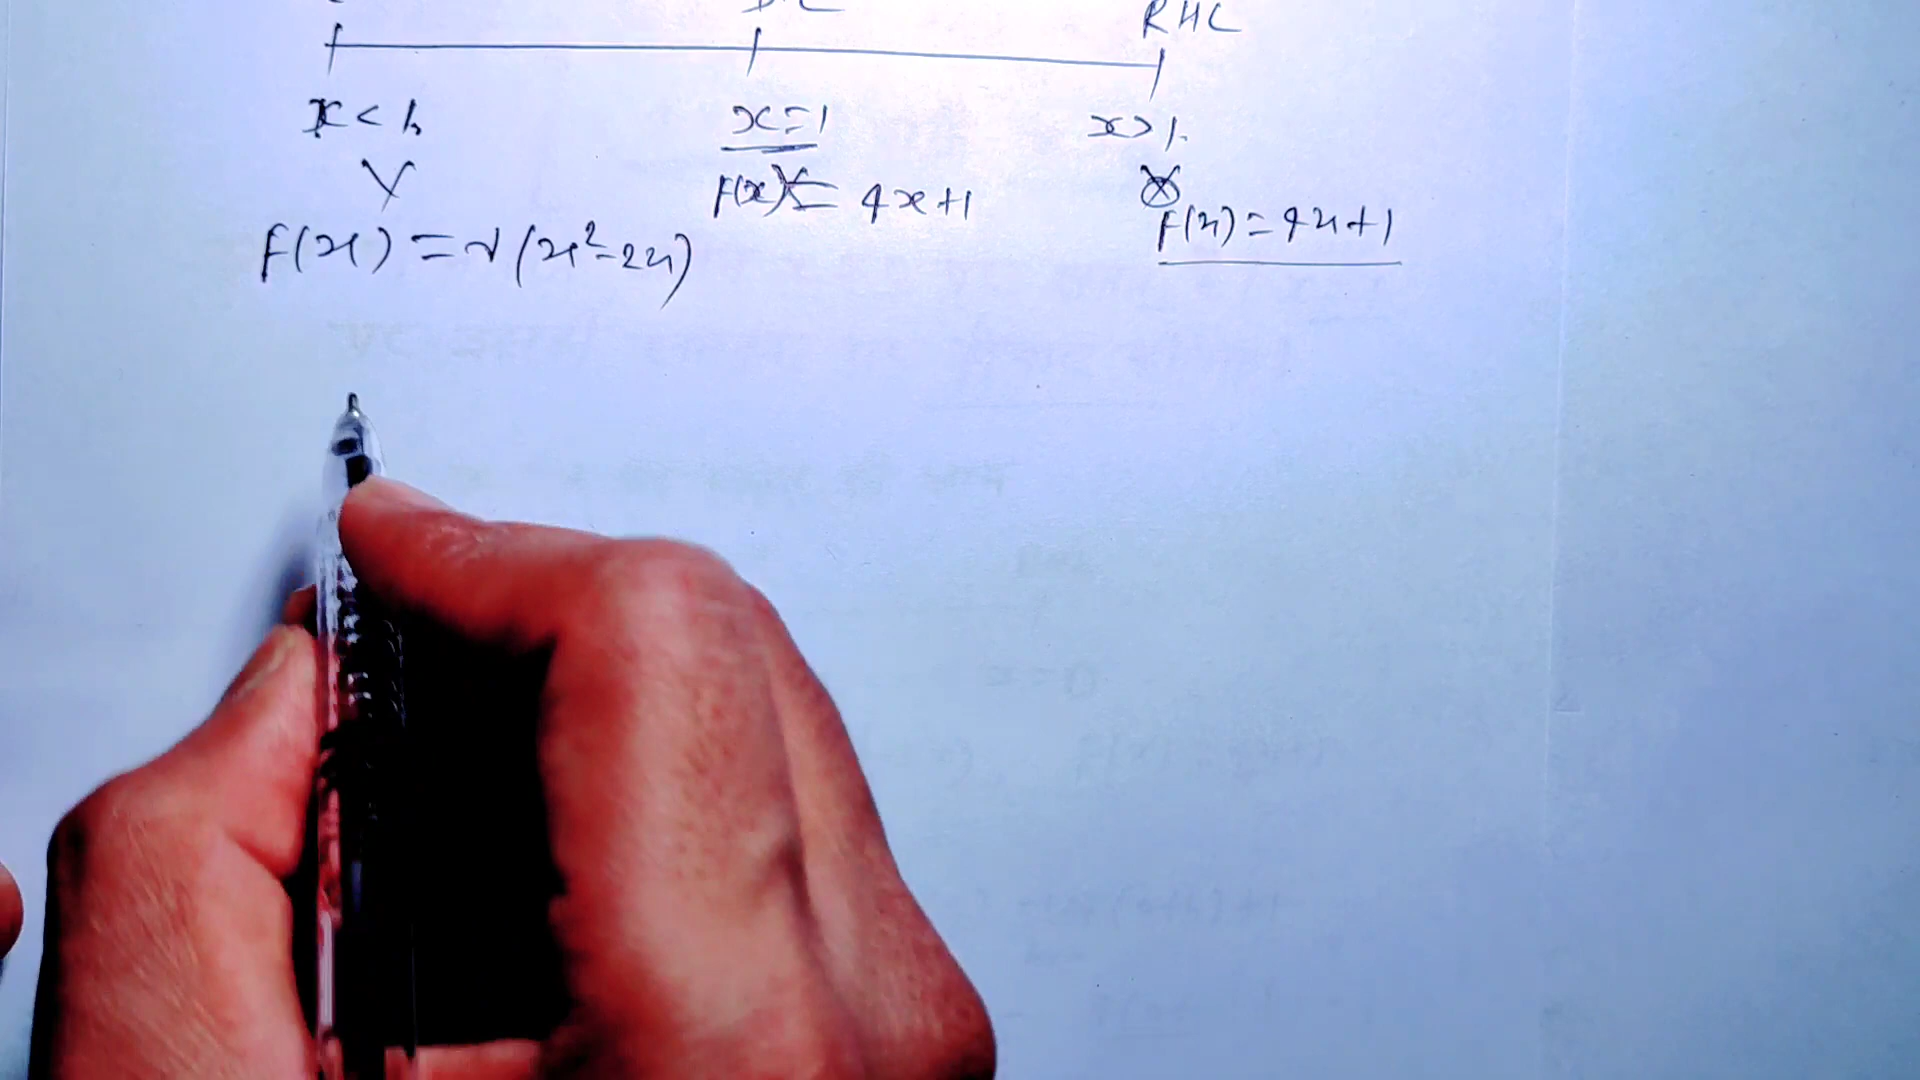 RHL
x < 1, x = 1 x > 1.
F(x) = 4x + 1
F(x) = λ(x² - 2x) F(x) = 4x + 1